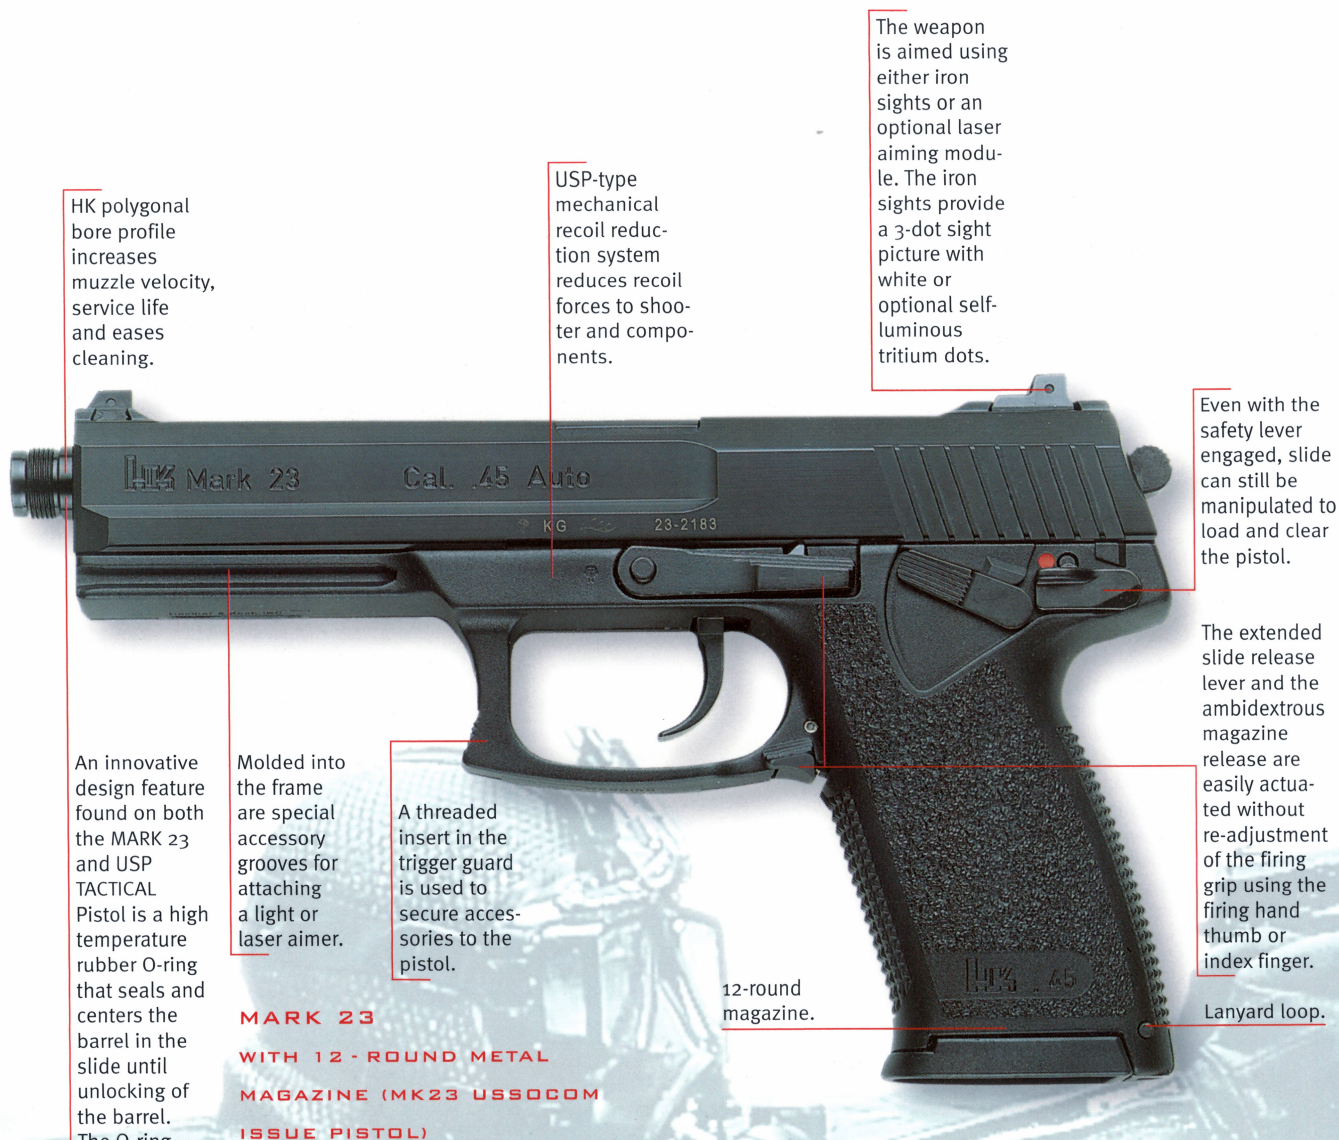 The weapon
is aimed using
either iron
sights or an
optional laser
aiming modu-
le. The iron
sights provide
a 3-dot sight
picture with
white or
optional self-
luminous
tritium dots.
USP-type
mechanical
recoil reduc-
tion system
reduces recoil
forces to shoo-
ter and compo-
nents.
HK polygonal
bore profile
increases
muzzle velocity,
service life
and eases
cleaning.
Even with the
safety lever
engaged, slide
can still be
manipulated to
load and clear
the pistol.
HK Mark 23 Cal. .45 Auto
KG 23-2183
The extended
slide release
lever and the
ambidextrous
magazine
release are
easily actua-
ted without
re-adjustment
of the firing
grip using the
firing hand
thumb or
index finger.
An innovative
design feature
found on both
the MARK 23
and USP
TACTICAL
Pistol is a high
temperature
rubber O-ring
that seals and
centers the
barrel in the
slide until
unlocking of
the barrel.
The O-ring
Molded into
the frame
are special
accessory
grooves for
attaching
a light or
laser aimer.
A threaded
insert in the
trigger guard
is used to
secure acces-
sories to the
pistol.
HK .45
12-round
magazine.
Lanyard loop.
MARK 23
WITH 12-ROUND METAL
MAGAZINE (MK23 USSOCOM
ISSUE PISTOL)